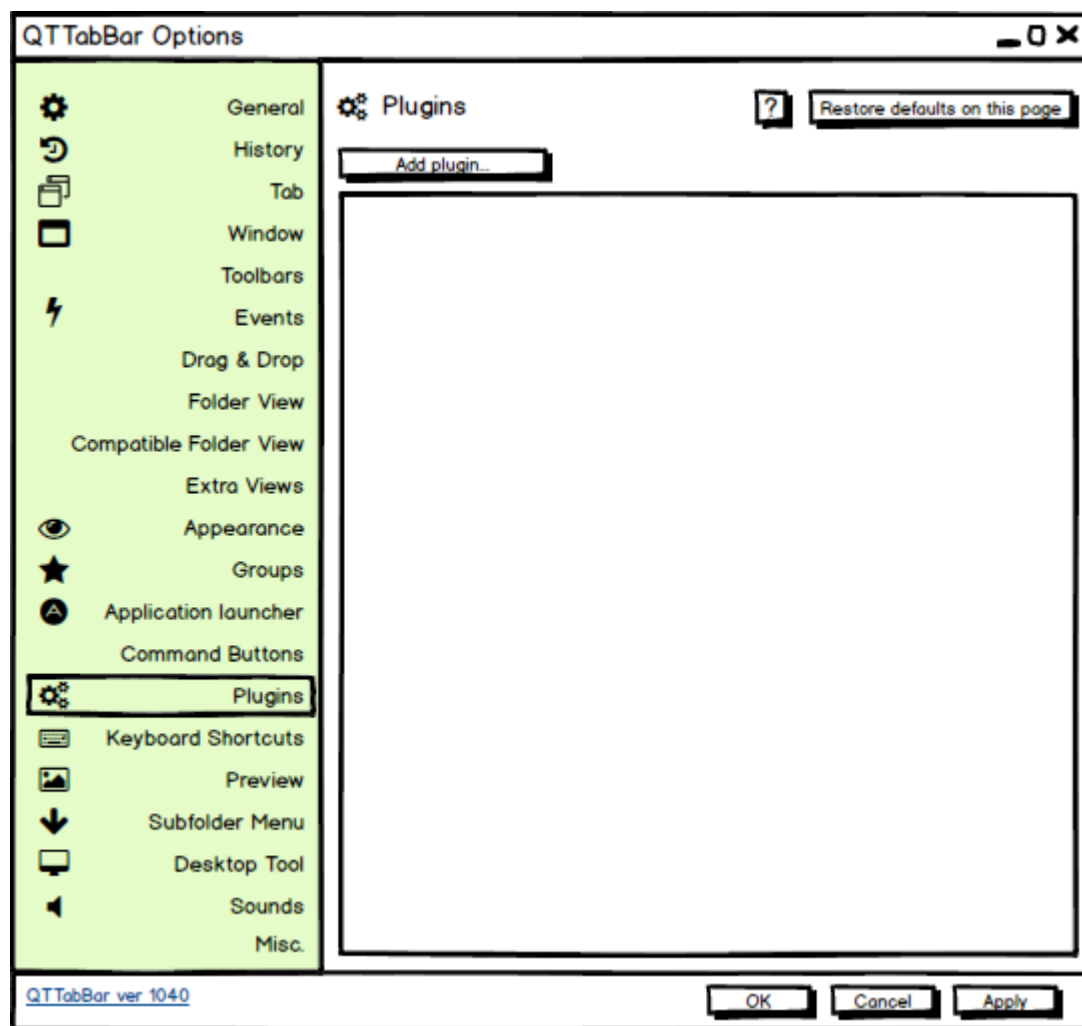 QTTabBar Options
General
History
Tab
Window
Toolbars
Events
Drag & Drop
Folder View
Compatible Folder View
Extra Views
Appearance
Groups
Application launcher
Command Buttons
Plugins
Keyboard Shortcuts
Preview
Subfolder Menu
Desktop Tool
Sounds
Misc.
Plugins
?
Restore defaults on this page
Add plugin...
QTTabBar ver 1040
OK
Cancel
Apply